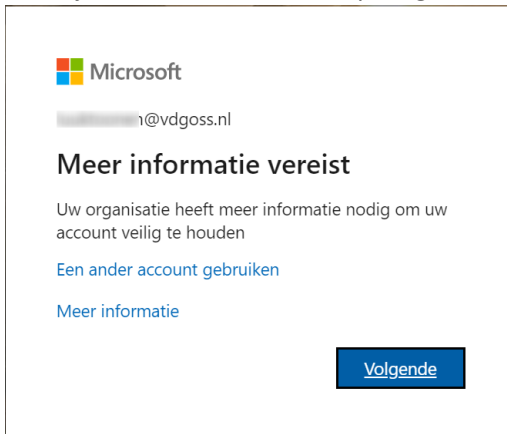 Microsoft
@vdgoss.nl
Meer informatie vereist
Uw organisatie heeft meer informatie nodig om uw
account veilig te houden
Een ander account gebruiken
Meer informatie
Volgende